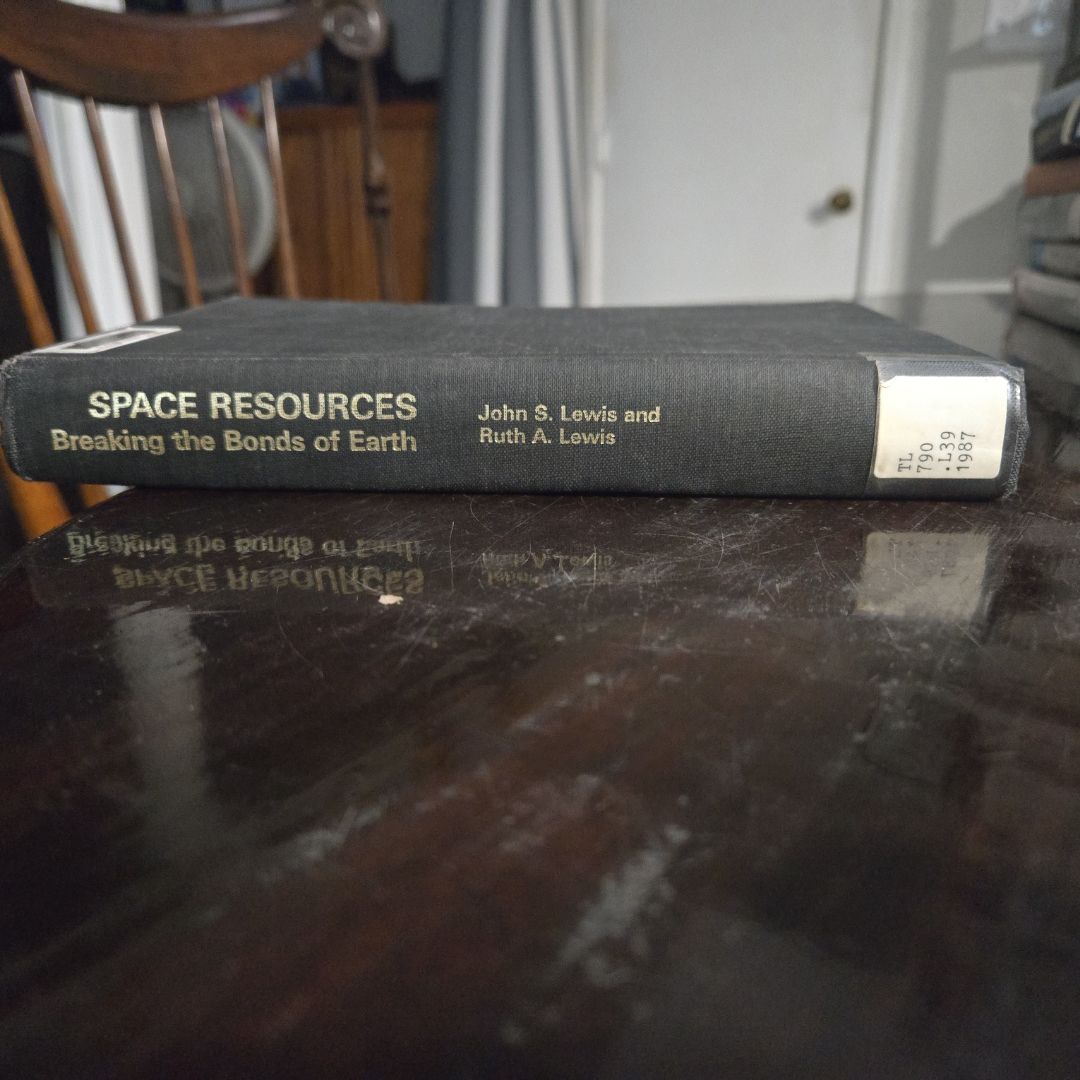 SPACE RESOURCES
Breaking the Bonds of Earth
John S. Lewis and
Ruth A. Lewis
TL
790
.L39
1987